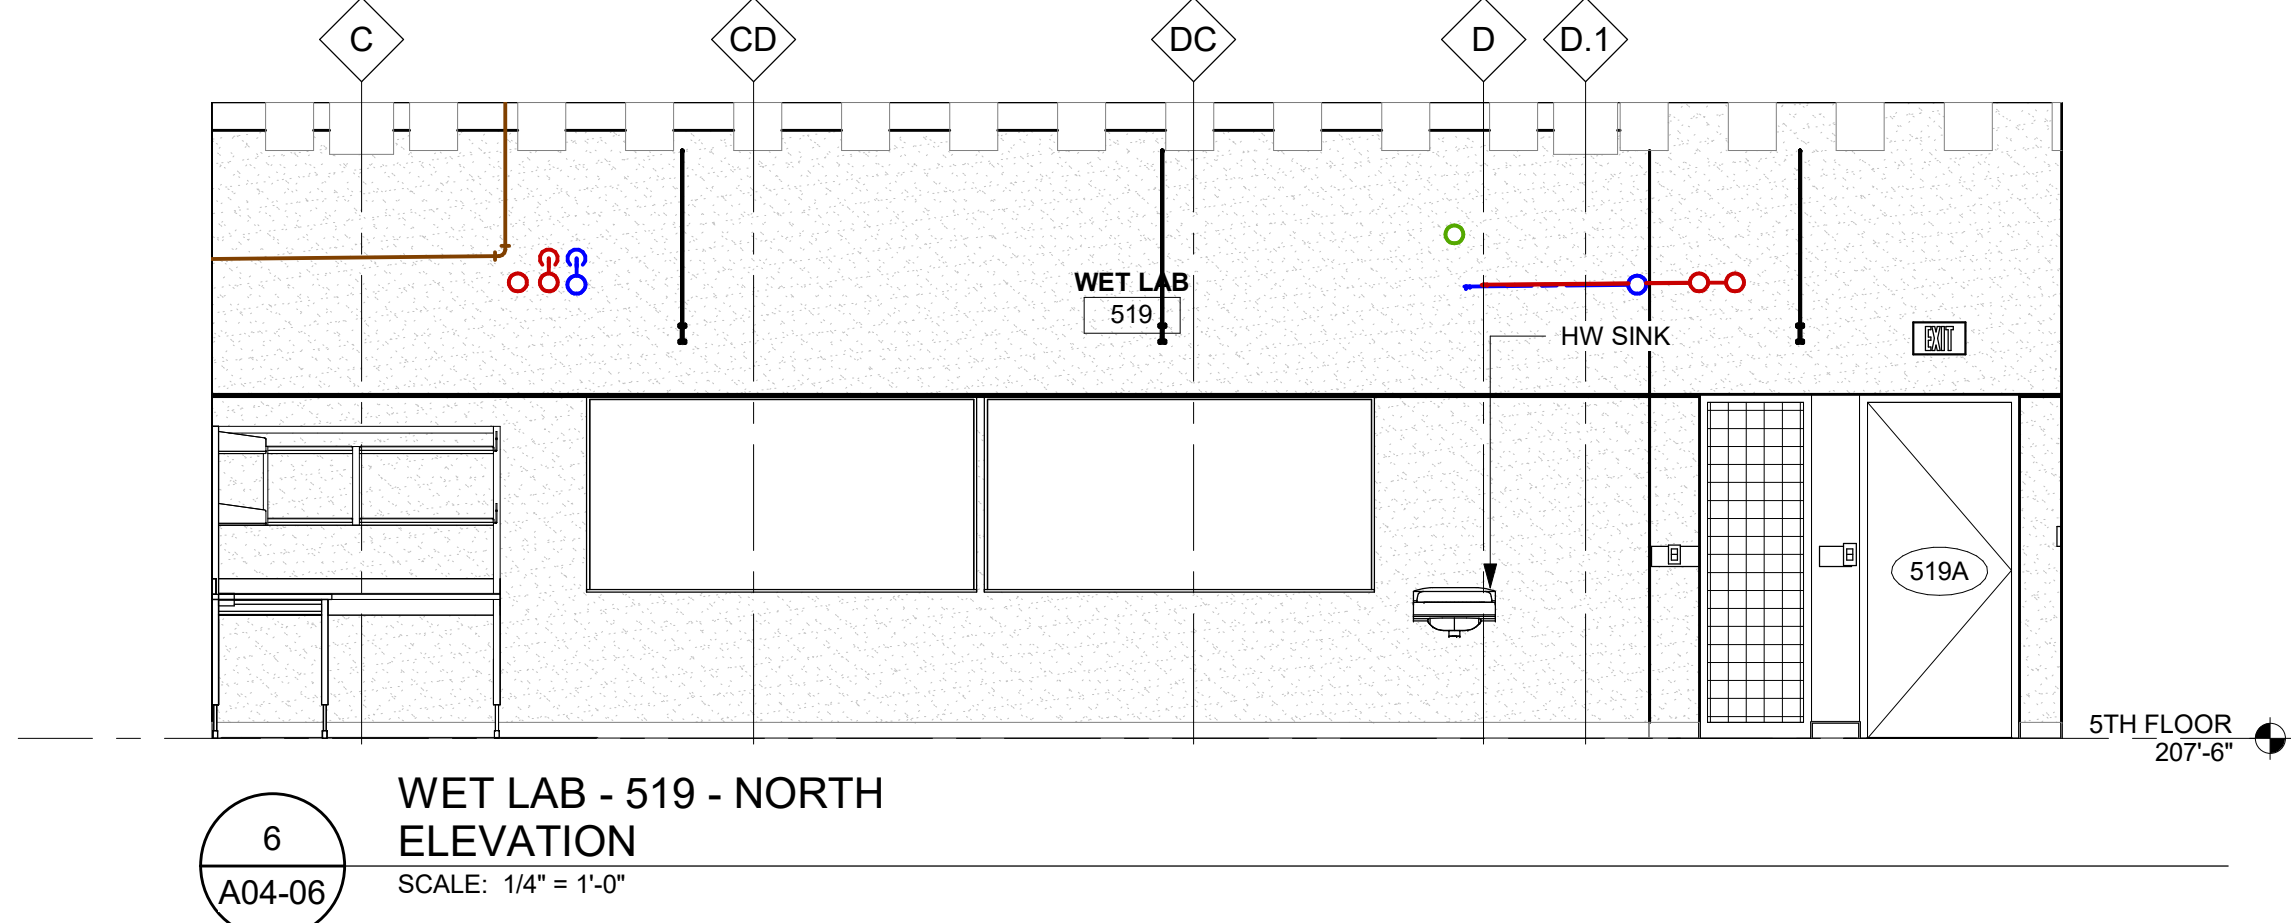 C
CD
DC
D
D.1
WET LAB
519
HW SINK
EXIT
519A
5TH FLOOR
207'-6"
WET LAB - 519 - NORTH
ELEVATION
6
A04-06
SCALE: 1/4" = 1'-0"